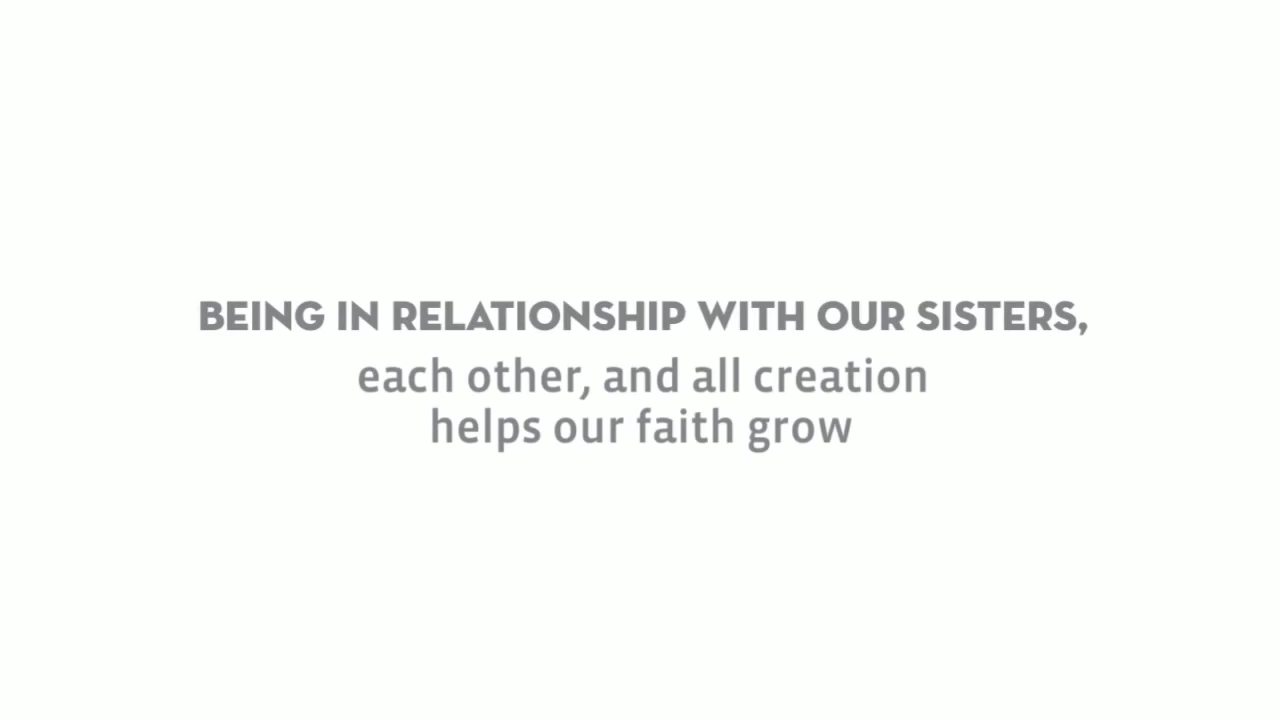 BEING IN RELATIONSHIP WITH OUR SISTERS,
each other, and all creation
helps our faith grow